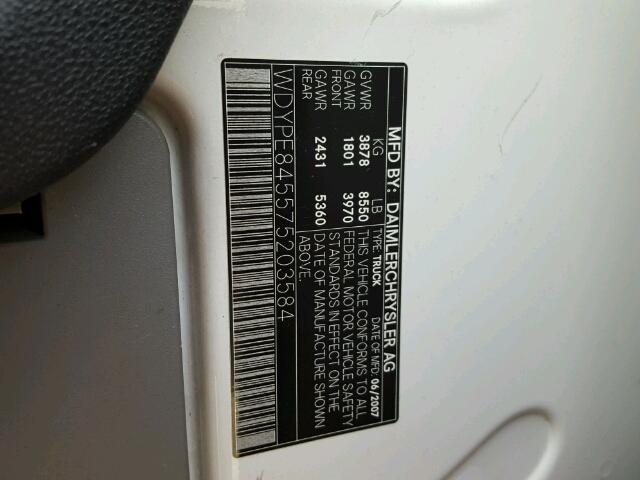 MFD BY: DAIMLERCHRYSLER AG
TYPE: TRUCK DATE OF MFD: 06/2007
KG LB
GVWR 3878 8550
GAWR FRONT 1801 3970
GAWR REAR 2431 5360
THIS VEHICLE CONFORMS TO ALL
FEDERAL MOTOR VEHICLE SAFETY
STANDARDS IN EFFECT ON THE
DATE OF MANUFACTURE SHOWN
ABOVE.
WDYPE845575203584